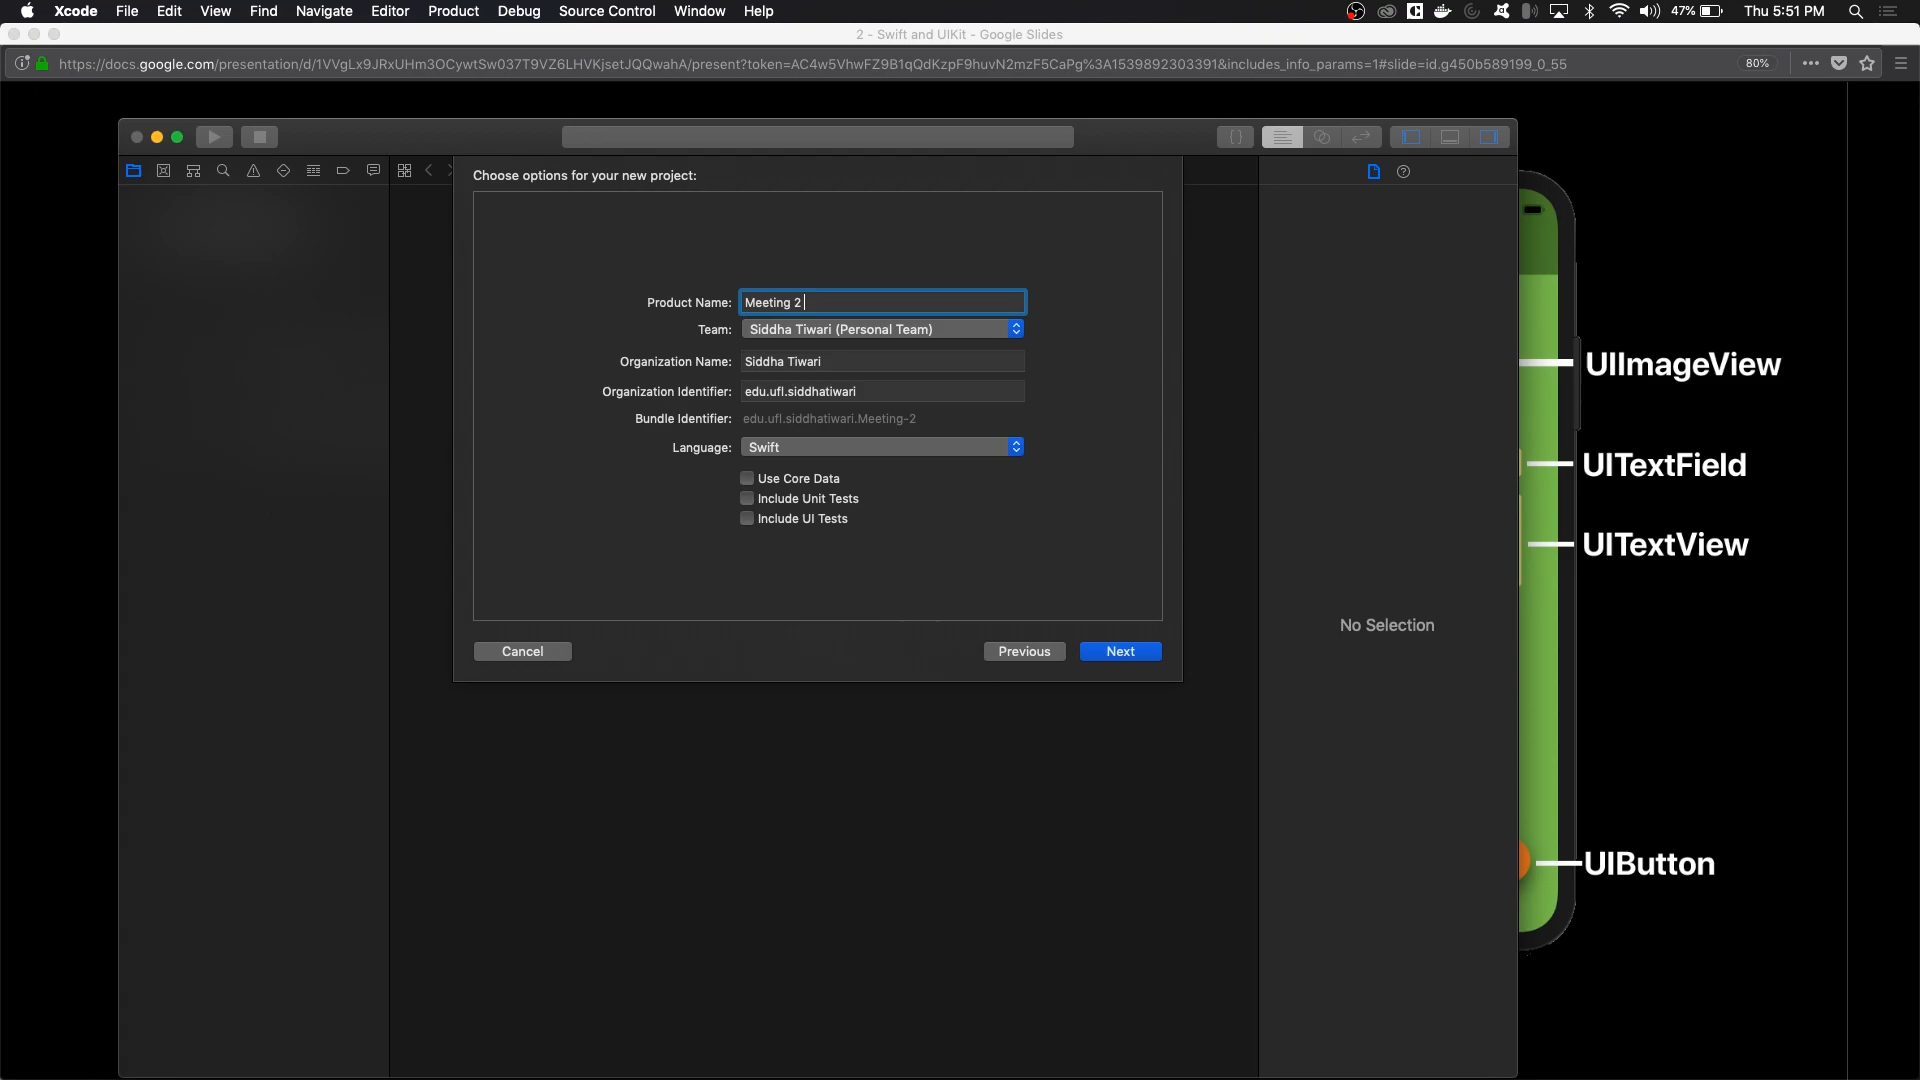 Xcode File Edit View Find Navigate Editor Product Debug Source Control Window Help 47% Thu 5:51 PM
2 - Swift and UIKit - Google Slides
https://docs.google.com/presentation/d/1VVgLx9JRxUHm3OCywtSw037T9VZ6LHVKjsetJQQwahA/present?token=AC4w5VhwFZ9B1qQdKzpF9huvN2mzF5CaPg%3A1539892303391&includes_info_params=1#slide=id.g450b589199_0_55 80%
Choose options for your new project:
Product Name: Meeting 2
Team: Siddha Tiwari (Personal Team)
Organization Name: Siddha Tiwari
Organization Identifier: edu.ufl.siddhatiwari
Bundle Identifier: edu.ufl.siddhatiwari.Meeting-2
Language: Swift
Use Core Data
Include Unit Tests
Include UI Tests
Cancel Previous Next
No Selection
UIImageView
UITextField
UITextView
UIButton